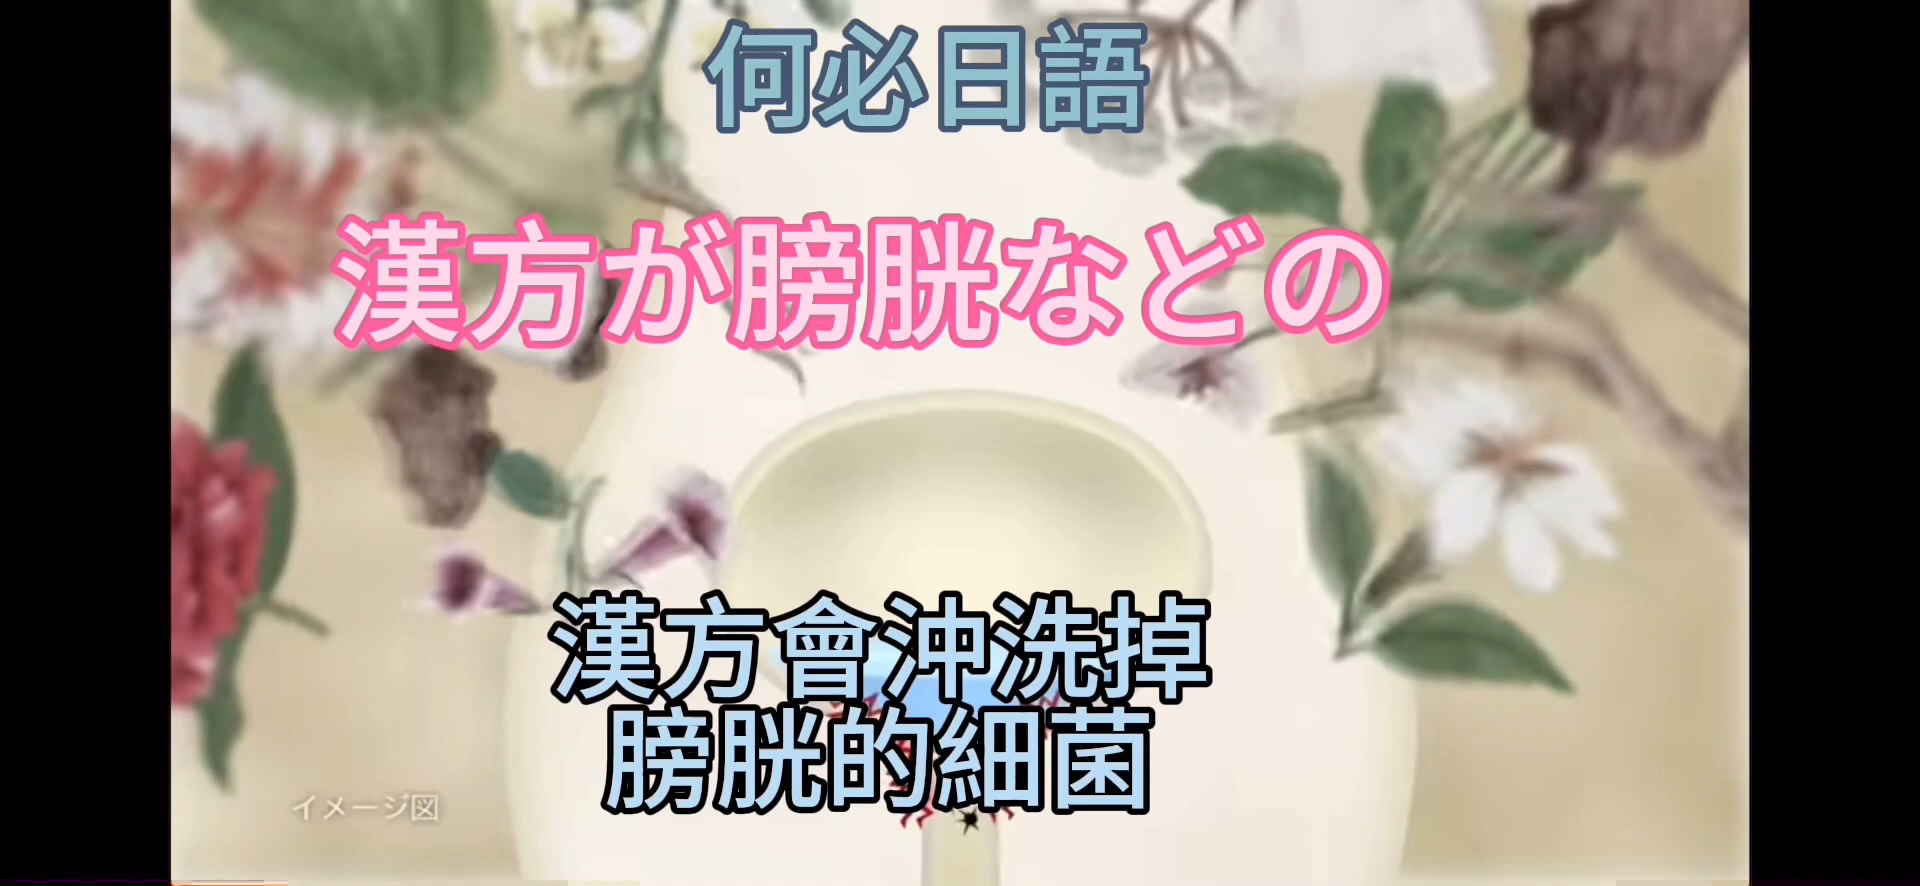 何必日語
漢方が膀胱などの
漢方會沖洗掉
膀胱的細菌
イメージ図